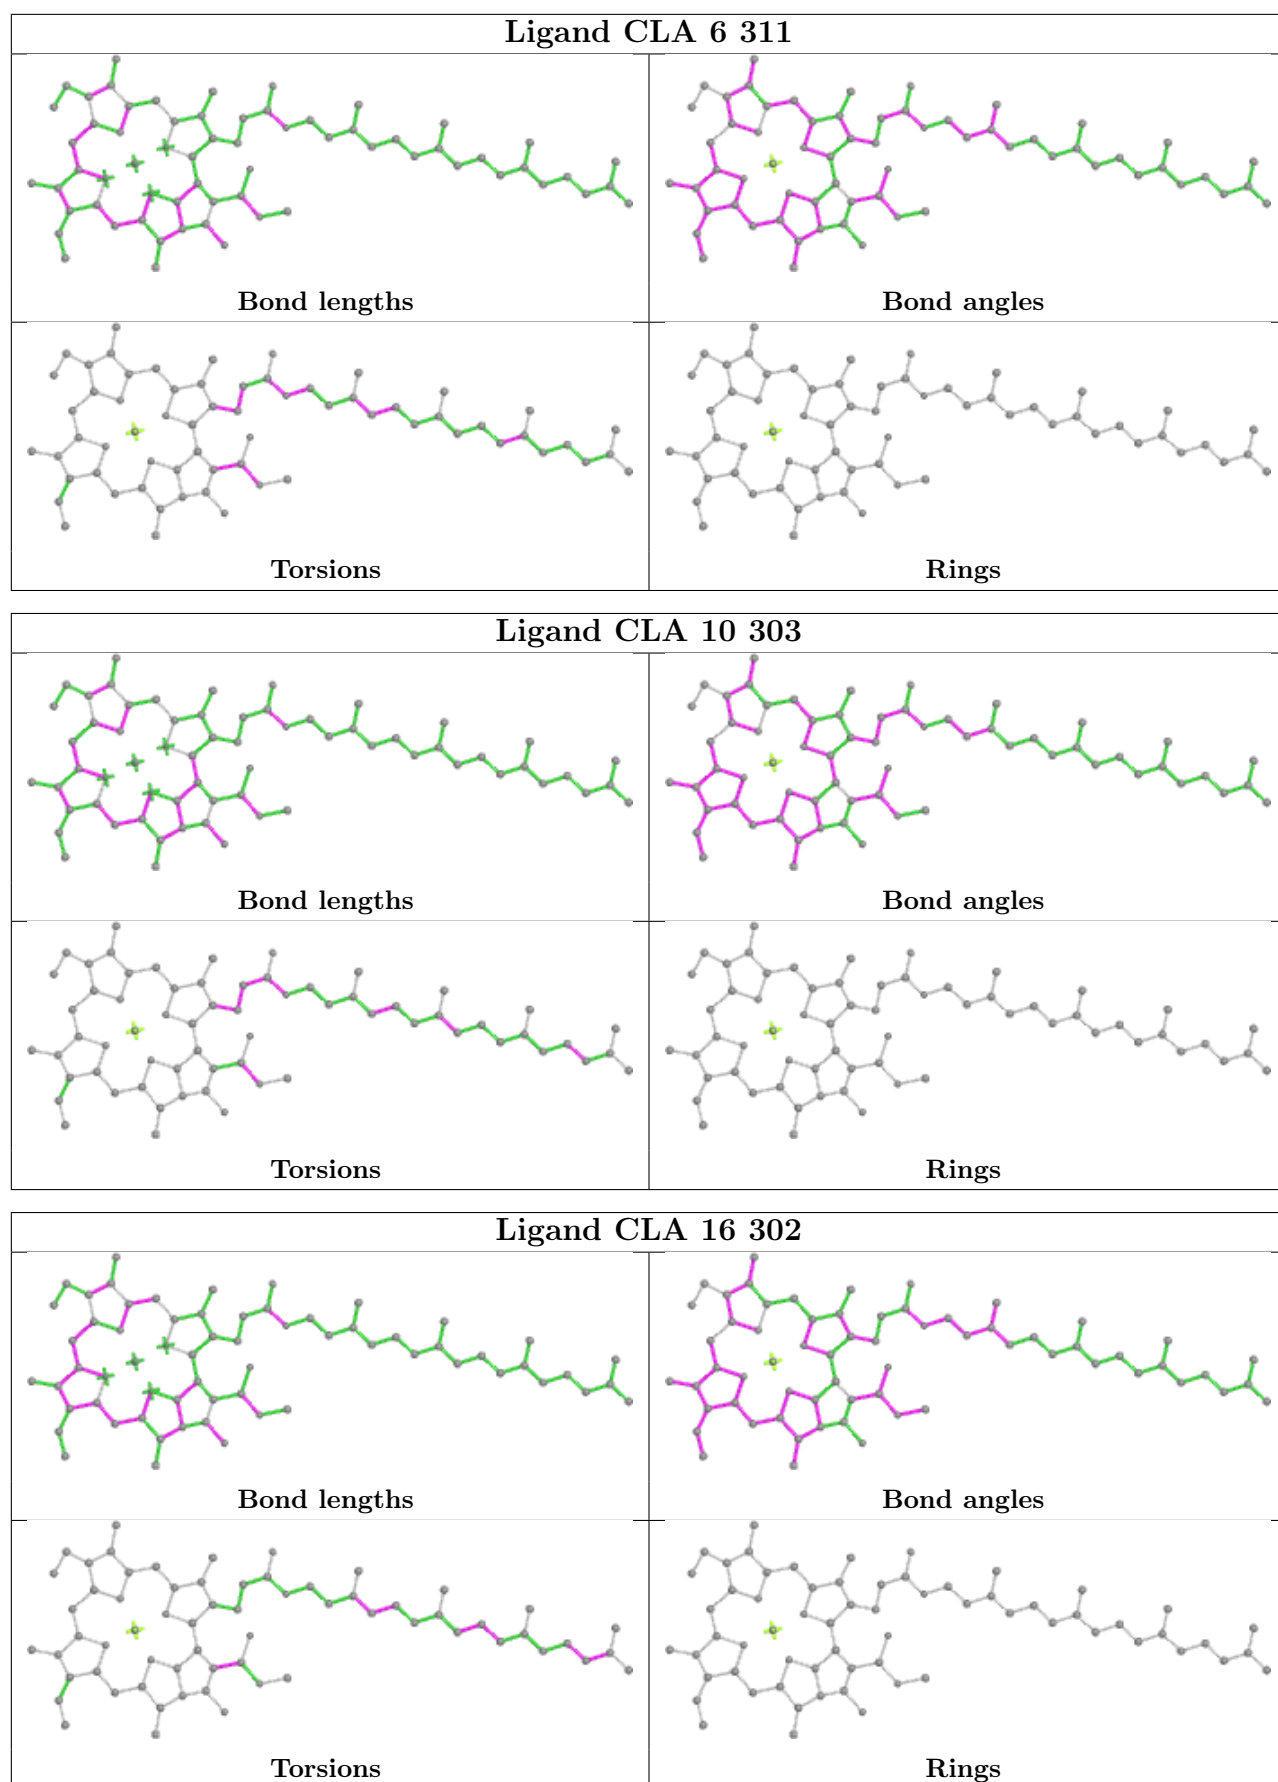 Ligand CLA 6 311
Bond lengths
Bond angles
Torsions
Rings
Ligand CLA 10 303
Bond lengths
Bond angles
Torsions
Rings
Ligand CLA 16 302
Bond lengths
Bond angles
Torsions
Rings